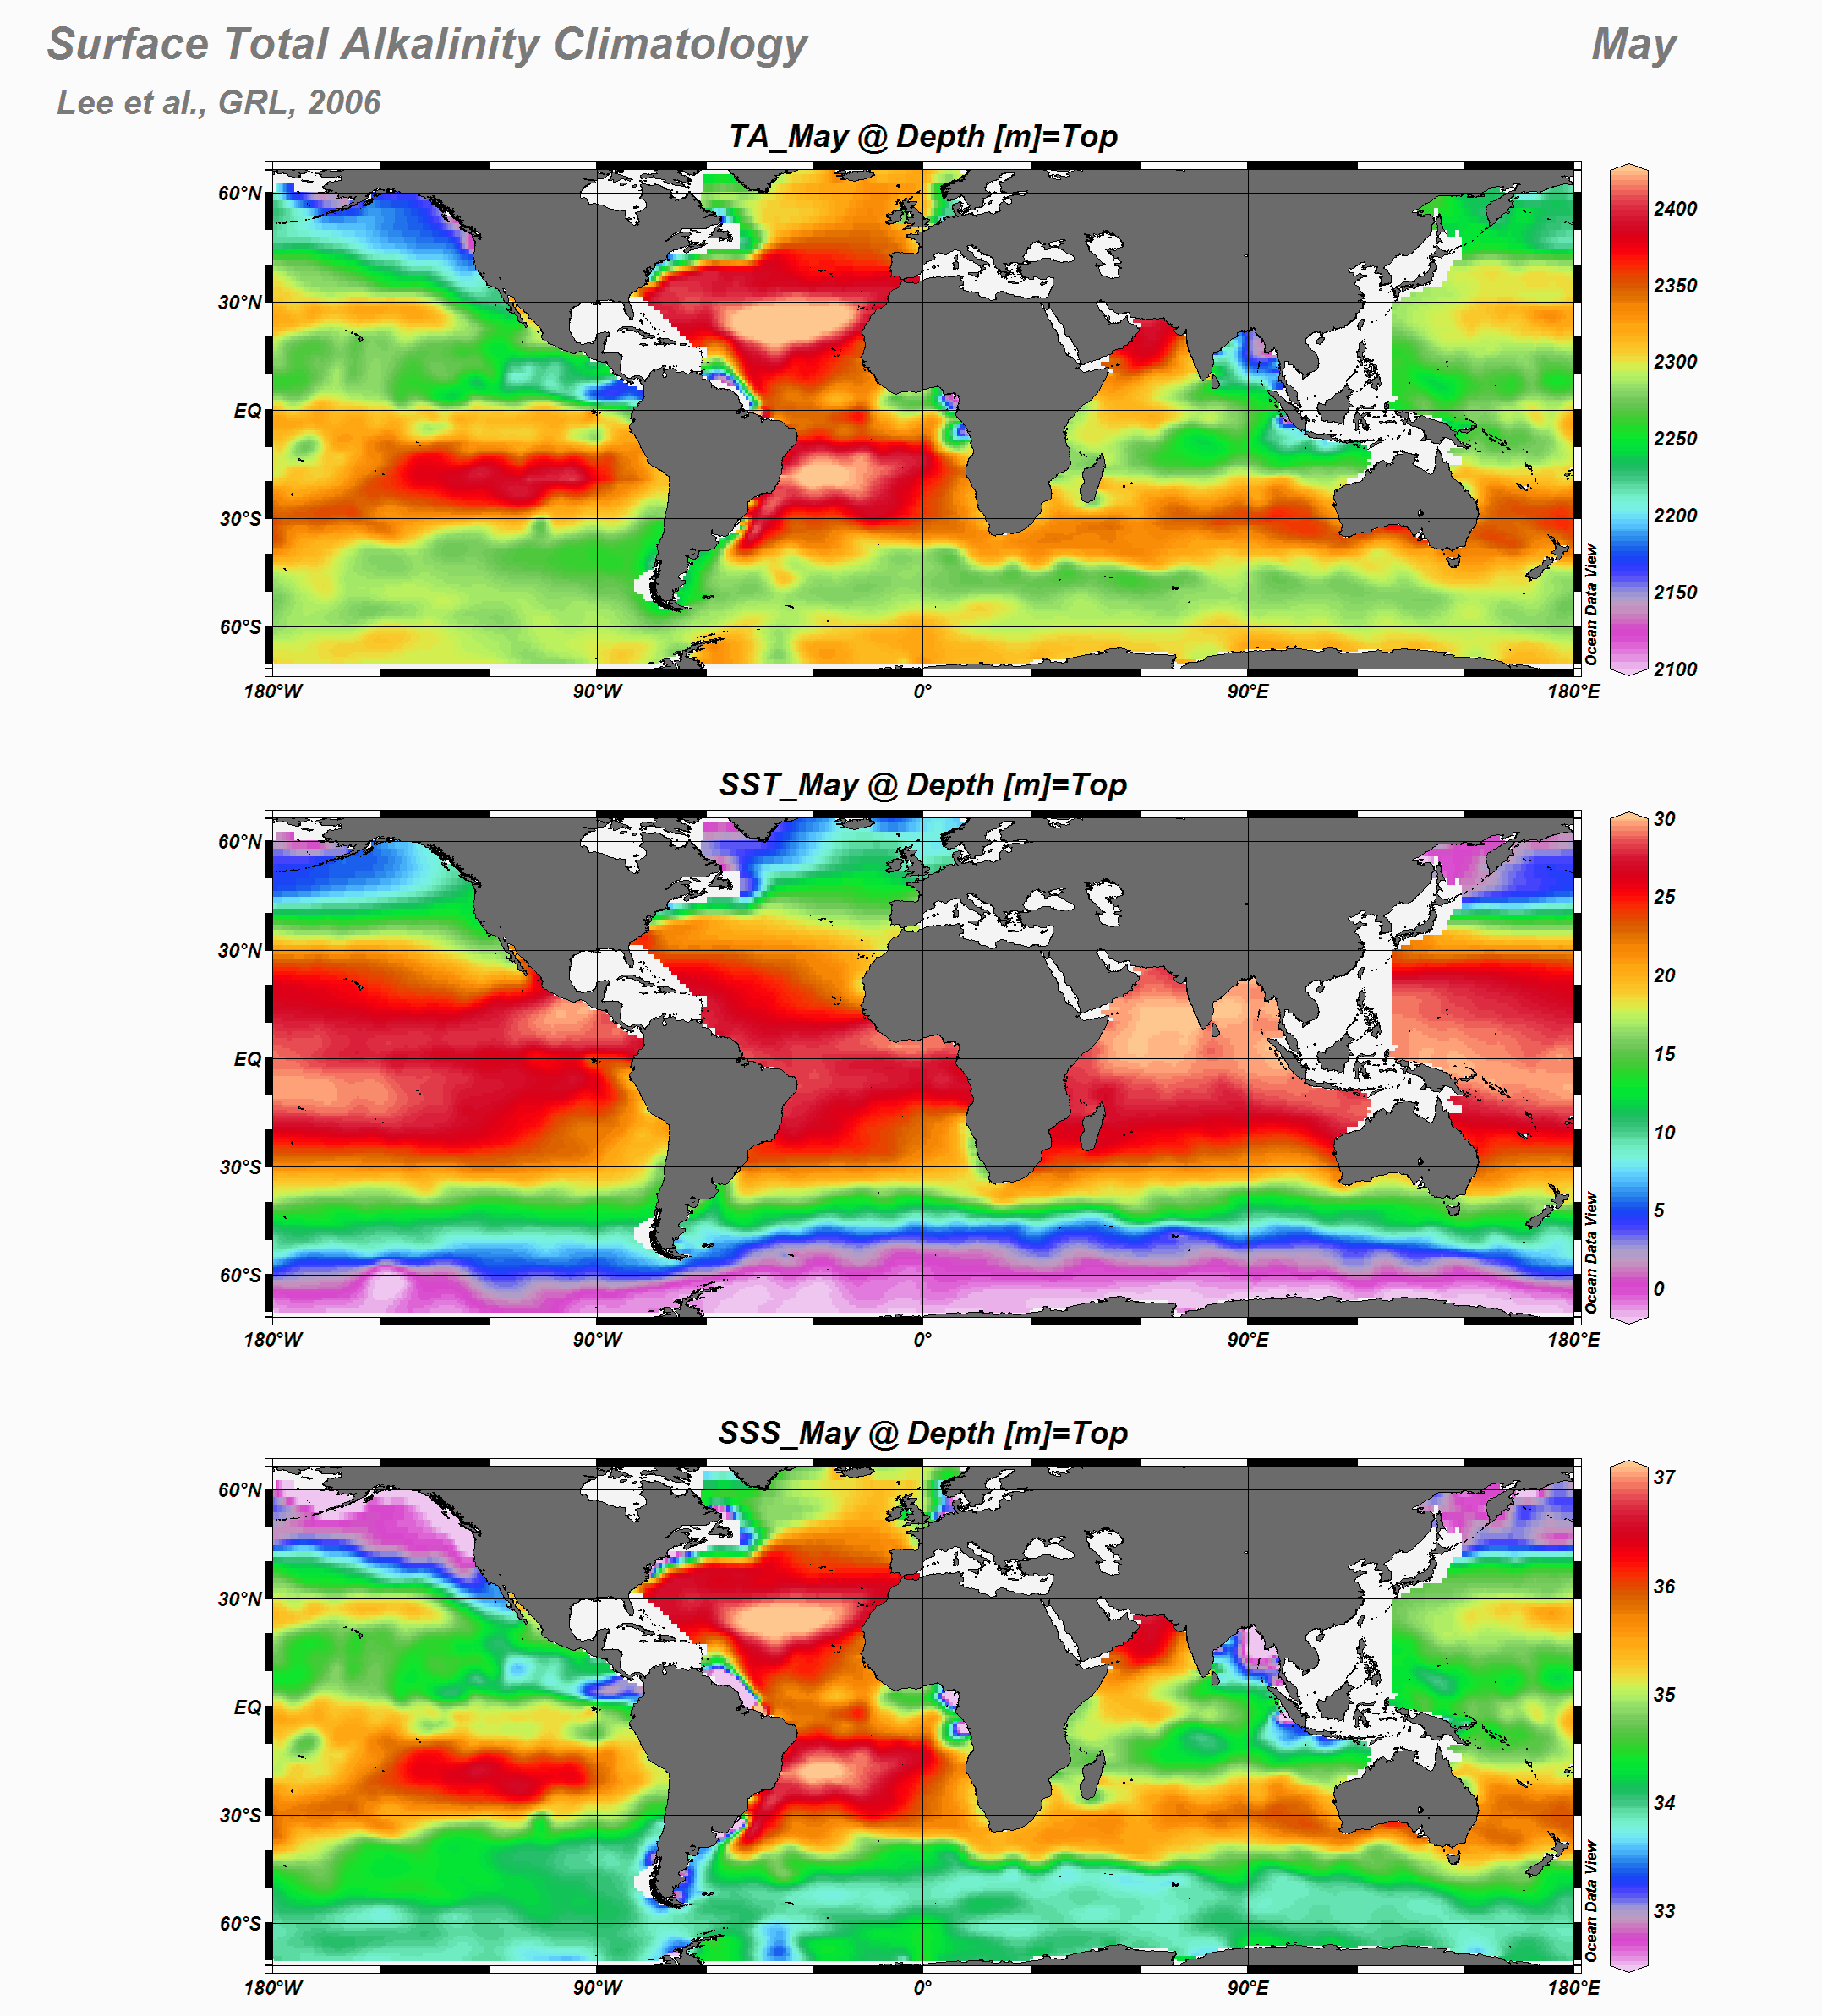 Surface Total Alkalinity Climatology
May
Lee et al., GRL, 2006
TA_May @ Depth [m]=Top
60°N
30°N
EQ
30°S
60°S
180°W
90°W
0°
90°E
180°E
Ocean Data View
2400
2350
2300
2250
2200
2150
2100
SST_May @ Depth [m]=Top
60°N
30°N
EQ
30°S
60°S
180°W
90°W
0°
90°E
180°E
Ocean Data View
30
25
20
15
10
5
0
SSS_May @ Depth [m]=Top
60°N
30°N
EQ
30°S
60°S
180°W
90°W
0°
90°E
180°E
Ocean Data View
37
36
35
34
33